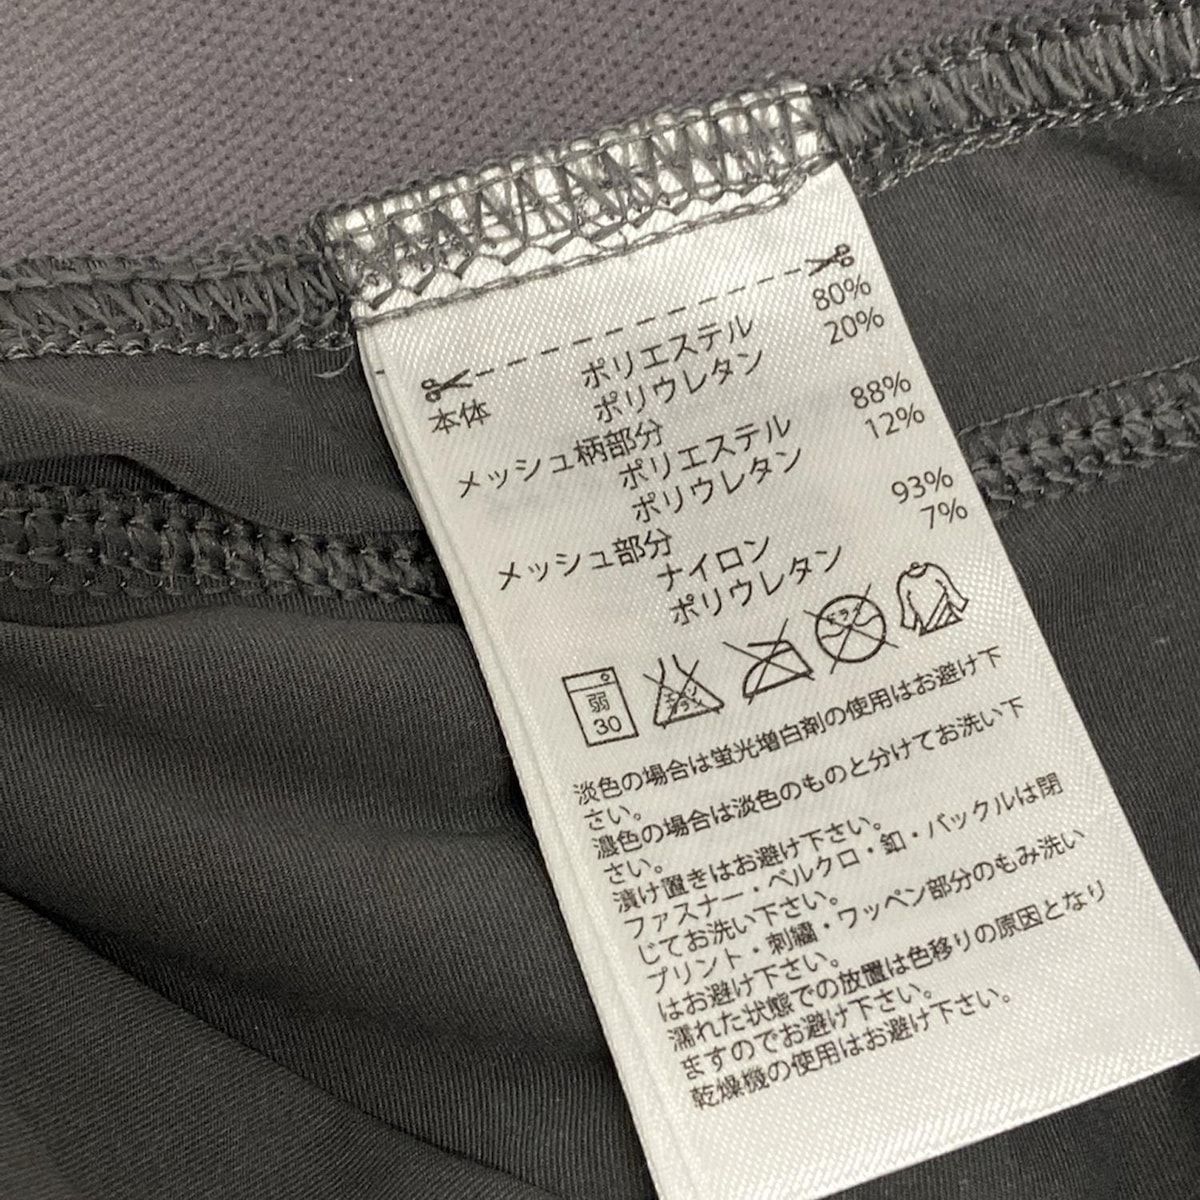 本体
ポリエステル 80%
ポリウレタン 20%
メッシュ柄部分
ポリエステル 88%
ポリウレタン 12%
メッシュ部分
ナイロン 93%
ポリウレタン 7%
弱
30
エンソ
サラシ
ドライ
淡色の場合は蛍光増白剤の使用はお避け下
さい。
濃色の場合は淡色のものと分けてお洗い下
さい。
漬け置きはお避け下さい。
ファスナー・ベルクロ・釦・バックルは閉
じてお洗い下さい。
プリント・刺繍・ワッペン部分のもみ洗い
はお避け下さい。
濡れた状態での放置は色移りの原因となり
ますのでお避け下さい。
乾燥機の使用はお避け下さい。